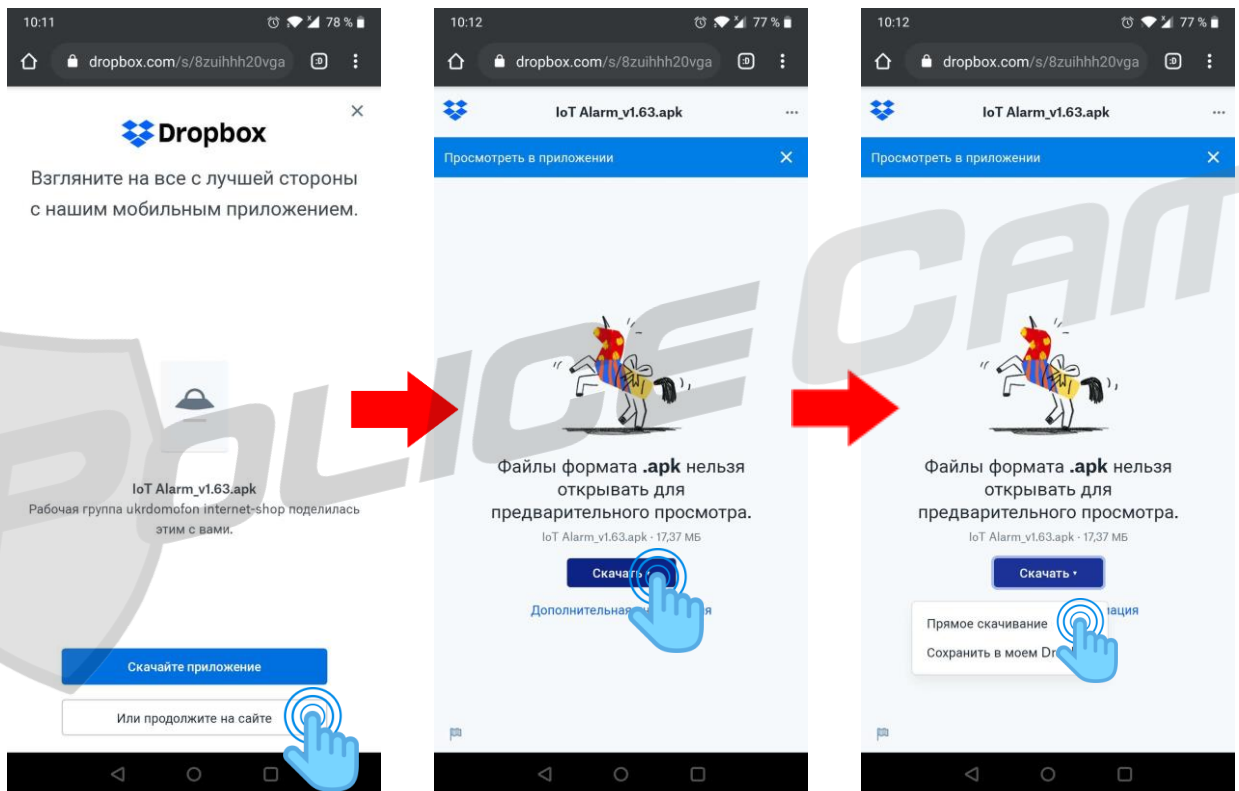 10:11
78 %
dropbox.com/s/8zuihhh20vga
:D
Dropbox
Взгляните на все с лучшей стороны
с нашим мобильным приложением.
IoT Alarm_v1.63.apk
Рабочая группа ukrdomofon internet-shop поделилась
этим с вами.
Скачайте приложение
Или продолжите на сайте
10:12
77 %
dropbox.com/s/8zuihhh20vga
:D
IoT Alarm_v1.63.apk
Просмотреть в приложении
Файлы формата .apk нельзя
открывать для
предварительного просмотра.
IoT Alarm_v1.63.apk · 17,37 МБ
Скачать
Дополнительная
10:12
77 %
dropbox.com/s/8zuihhh20vga
:D
IoT Alarm_v1.63.apk
Просмотреть в приложении
Файлы формата .apk нельзя
открывать для
предварительного просмотра.
IoT Alarm_v1.63.apk · 17,37 МБ
Скачать
Прямое скачивание
Сохранить в моем
POLICE CAM